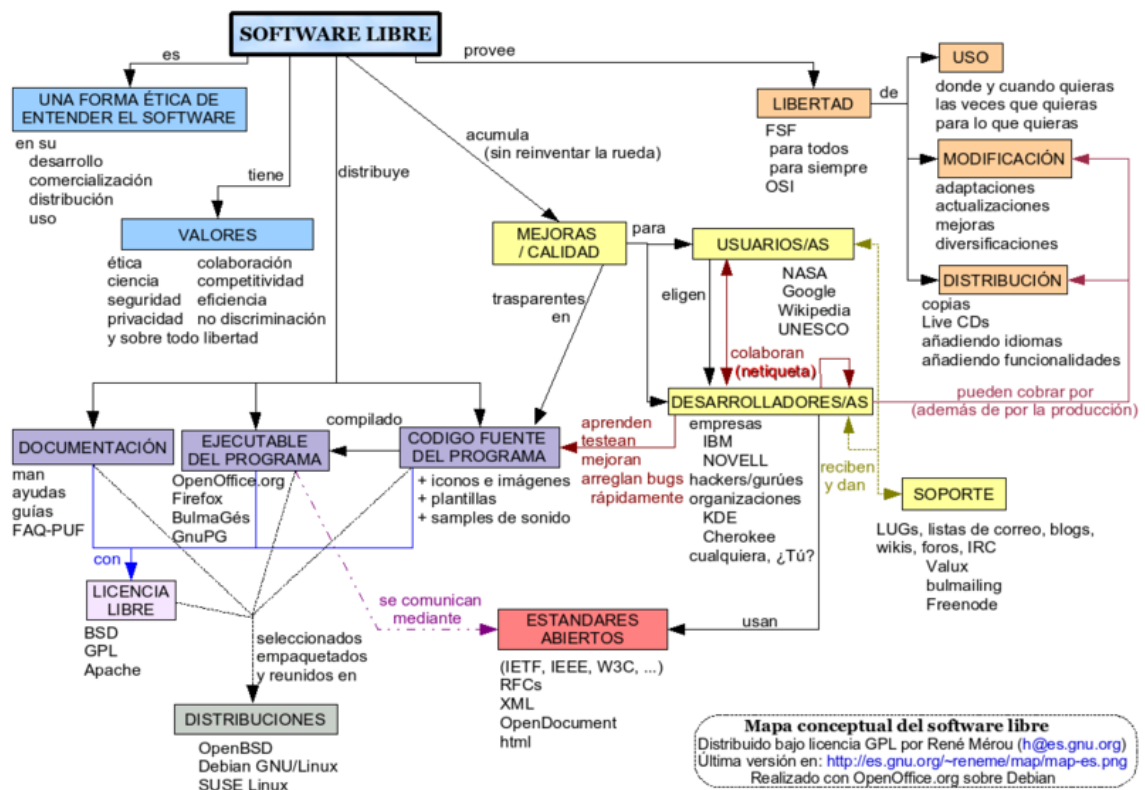 SOFTWARE LIBRE
es
provee
UNA FORMA ÉTICA DE
ENTENDER EL SOFTWARE
en su
desarrollo
comercialización
distribución
uso
tiene
VALORES
ética
ciencia
seguridad
privacidad
colaboración
competitividad
eficiencia
no discriminación
y sobre todo libertad
distribuye
acumula
(sin reinventar la rueda)
LIBERTAD
FSF
para todos
para siempre
OSI
de
USO
donde y cuando quieras
las veces que quieras
para lo que quieras
MODIFICACIÓN
adaptaciones
actualizaciones
mejoras
diversificaciones
DISTRIBUCIÓN
copias
Live CDs
añadiendo idiomas
añadiendo funcionalidades
MEJORAS
/ CALIDAD
para
trasparentes
en
USUARIOS/AS
NASA
Google
Wikipedia
UNESCO
eligen
colaboran
(netiqueta)
DESARROLLADORES/AS
empresas
IBM
NOVELL
hackers/gurúes
organizaciones
KDE
Cherokee
cualquiera, ¿Tú?
pueden cobrar por
(además de por la producción)
reciben
y dan
SOPORTE
LUGs, listas de correo, blogs,
wikis, foros, IRC
Valux
bulmailing
Freenode
aprenden
testean
mejoran
arreglan bugs
rápidamente
DOCUMENTACIÓN
man
ayudas
guías
FAQ-PUF
EJECUTABLE
DEL PROGRAMA
OpenOffice.org
Firefox
BulmaGés
GnuPG
compilado
CODIGO FUENTE
DEL PROGRAMA
+ iconos e imágenes
+ plantillas
+ samples de sonido
con
LICENCIA
LIBRE
BSD
GPL
Apache
seleccionados
empaquetados
y reunidos en
DISTRIBUCIONES
OpenBSD
Debian GNU/Linux
SUSE Linux
se comunican
mediante
ESTANDARES
ABIERTOS
(IETF, IEEE, W3C, ...)
RFCs
XML
OpenDocument
html
usan
Mapa conceptual del software libre
Distribuido bajo licencia GPL por René Mérou (h@es.gnu.org)
Última versión en: http://es.gnu.org/~reneme/map/map-es.png
Realizado con OpenOffice.org sobre Debian